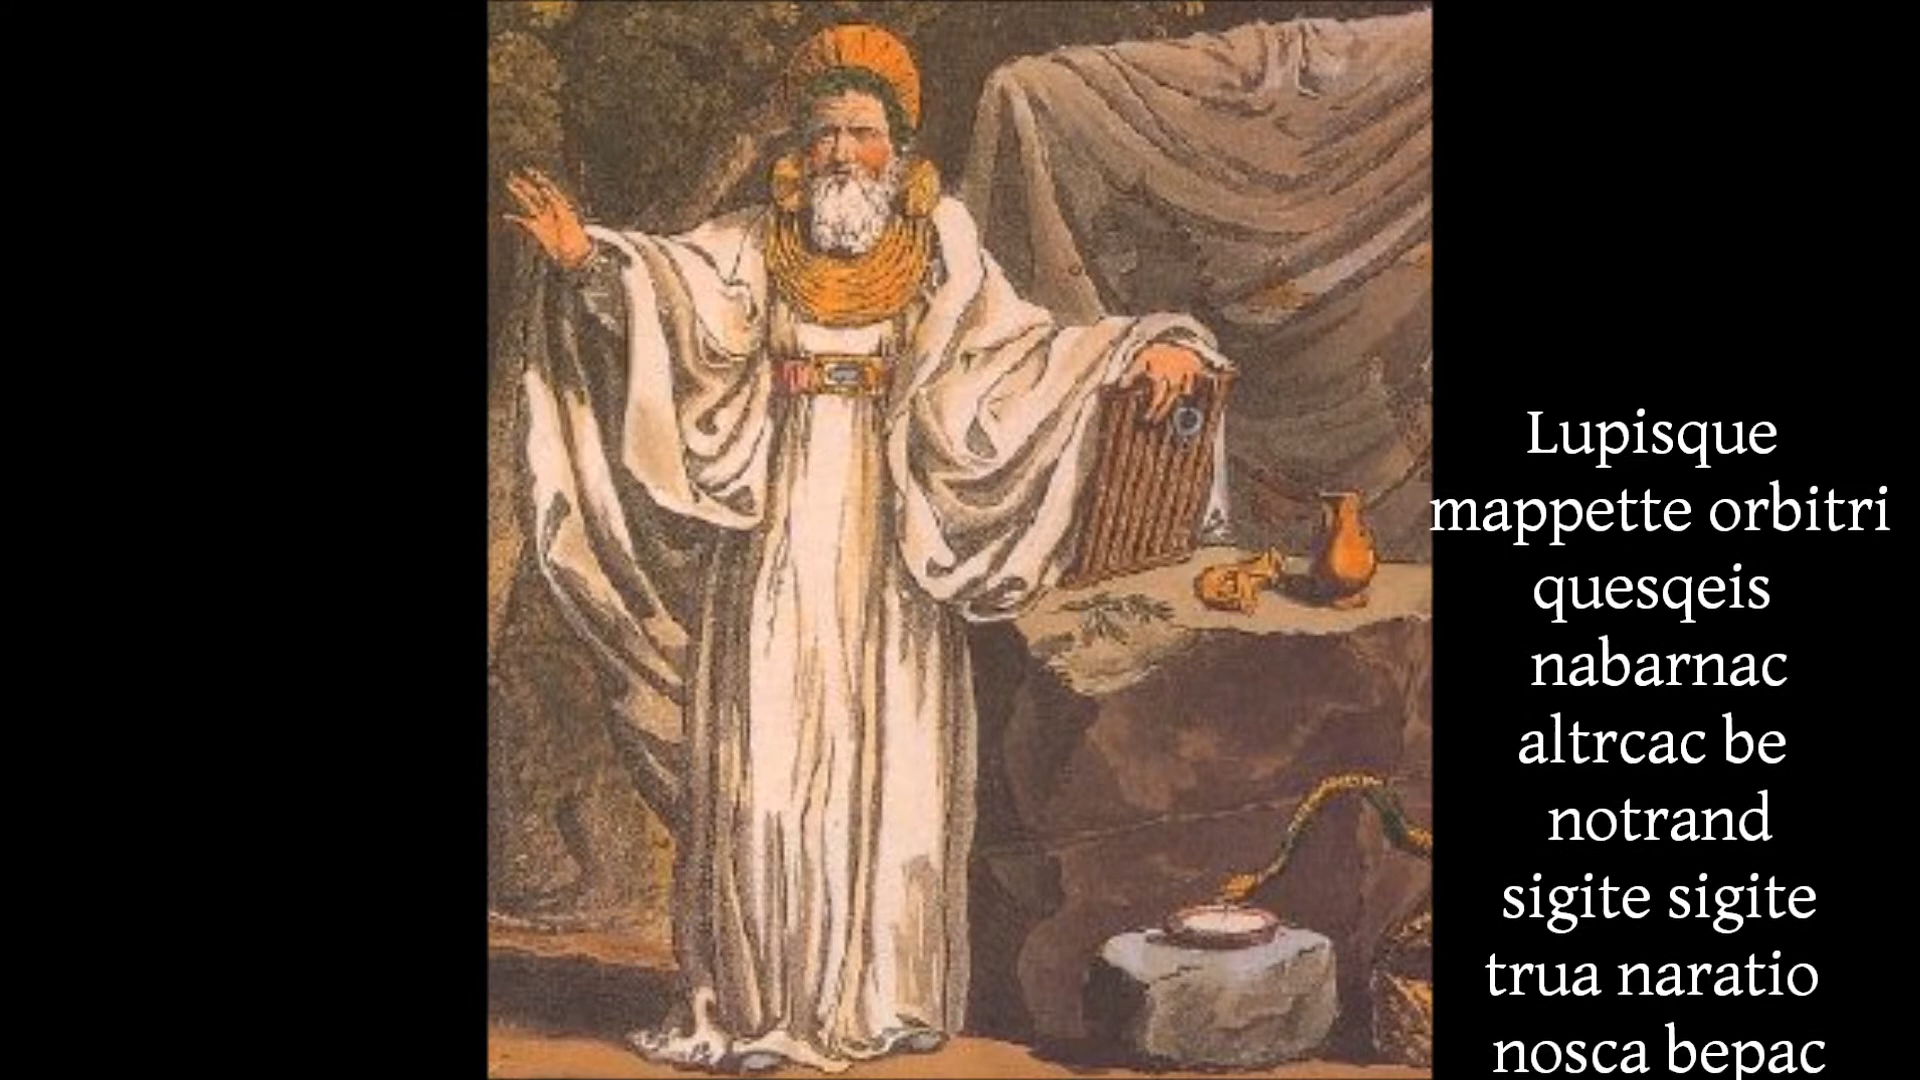 Lupisque
mappette orbitri
quesqeis
nabarnac
altrcac be
notrand
sigite sigite
trua naratio
nosca bepac